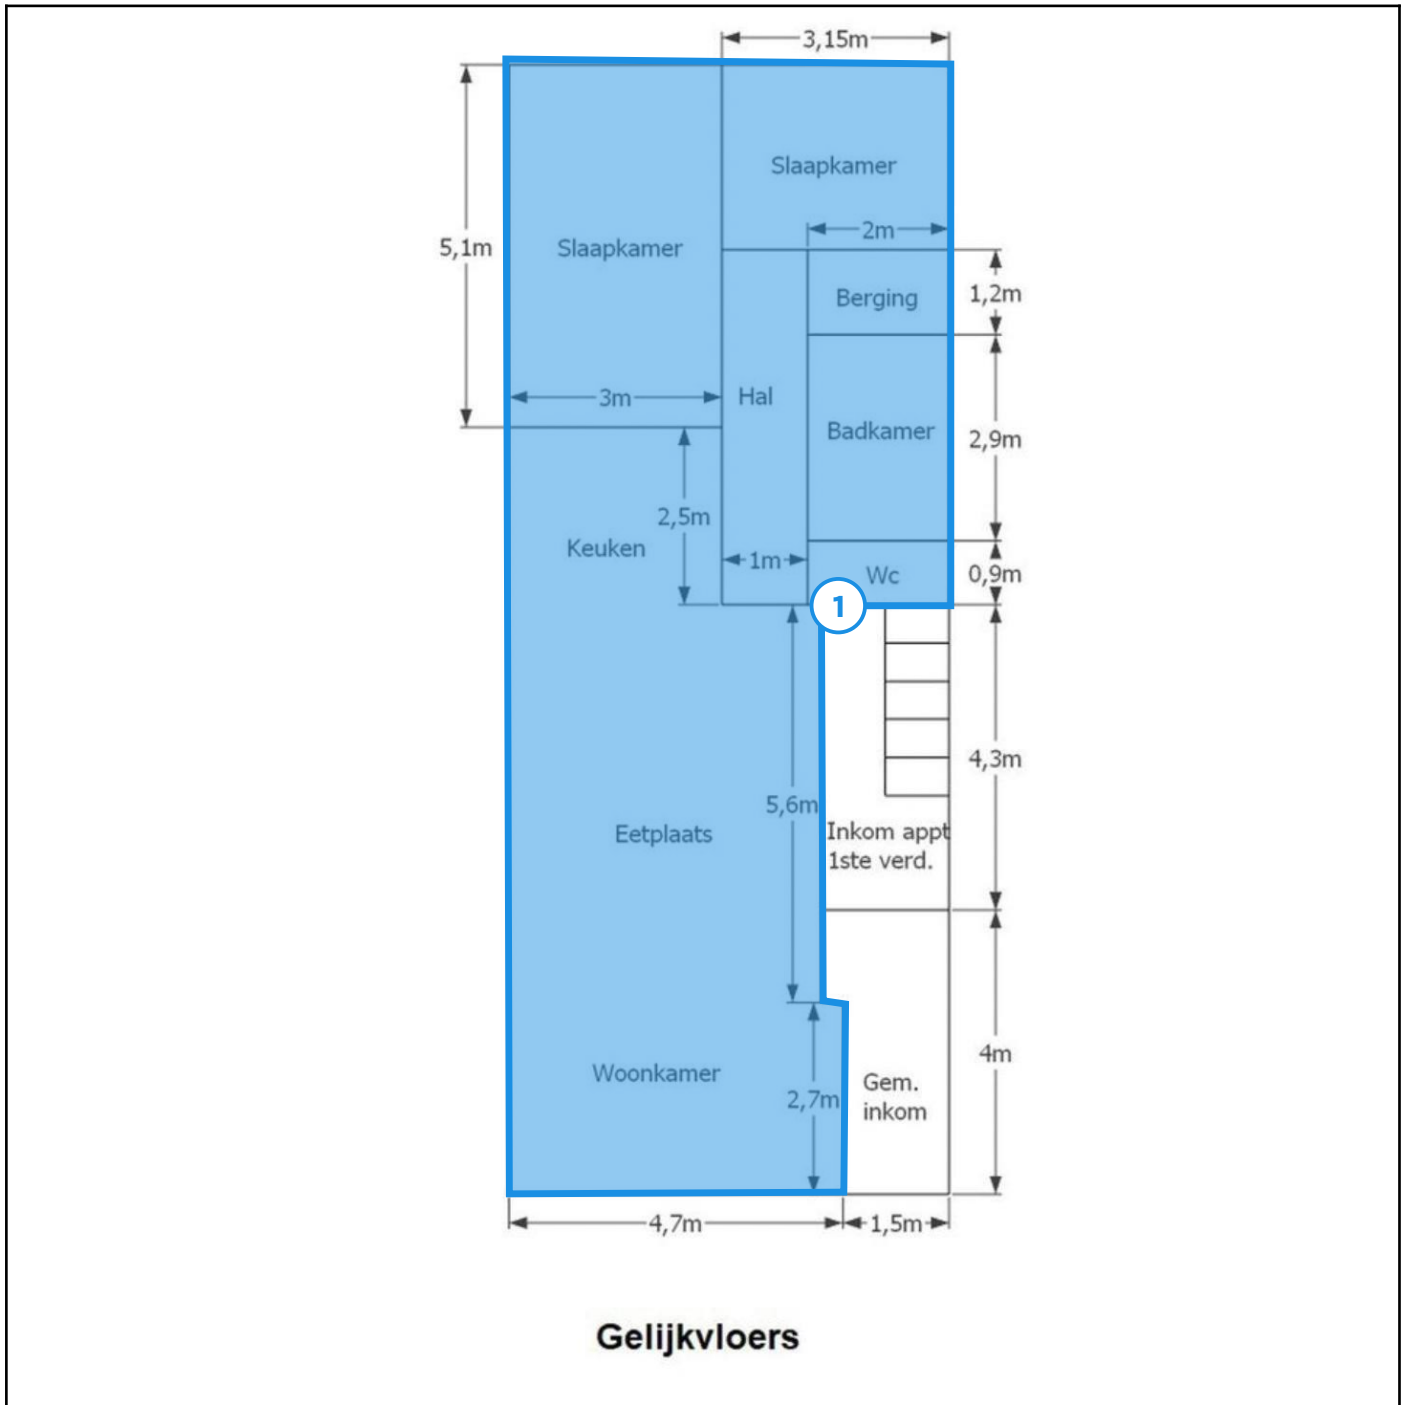 3,15m
Slaapkamer
2m
5,1m
Slaapkamer
Berging
1,2m
3m
Hal
Badkamer
2,9m
2,5m
Keuken
1m
Wc
0,9m
1
4,3m
5,6m
Eetplaats
Inkom appt
1ste verd.
4m
Woonkamer
Gem.
inkom
2,7m
4,7m
1,5m
Gelijkvloers